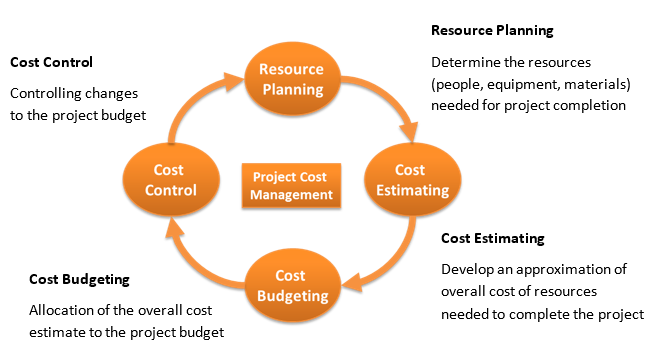 Resource Planning
Determine the resources
(people, equipment, materials)
needed for project completion
Cost Control
Controlling changes
to the project budget
Resource
Planning
Cost
Control
Project Cost
Management
Cost
Estimating
Cost
Budgeting
Cost Estimating
Develop an approximation of
overall cost of resources
needed to complete the project
Cost Budgeting
Allocation of the overall cost
estimate to the project budget